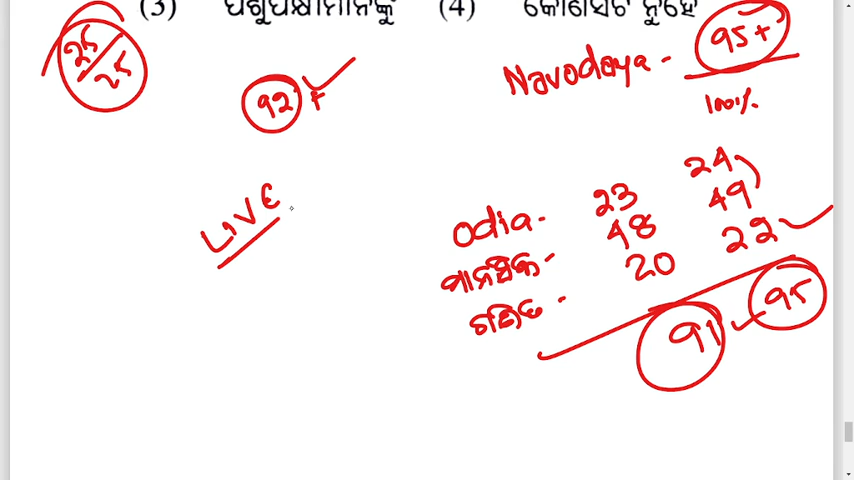 (3) ପଶୁପକ୍ଷୀମାନଙ୍କୁ (4) କୌଣସିଟି ନୁହେଁ
25/25
92+
Navodaya - 95+
100%
LIVE
Odia - 23 24
ମାନସିକ - 48 49
ଗଣିତ - 20 22
91 95